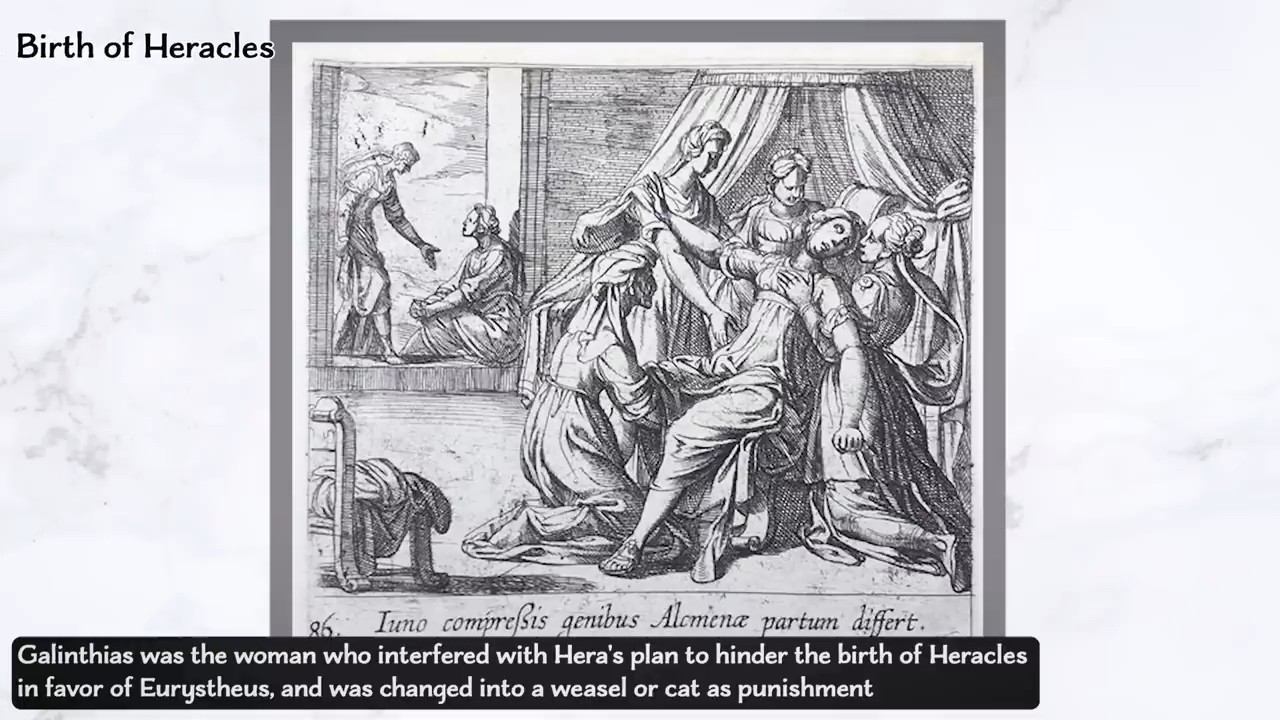 Birth of Heracles
86. Iuno compreßis genibus Alcmenæ partum differt.
Galinthias was the woman who interfered with Hera's plan to hinder the birth of Heracles
in favor of Eurystheus, and was changed into a weasel or cat as punishment